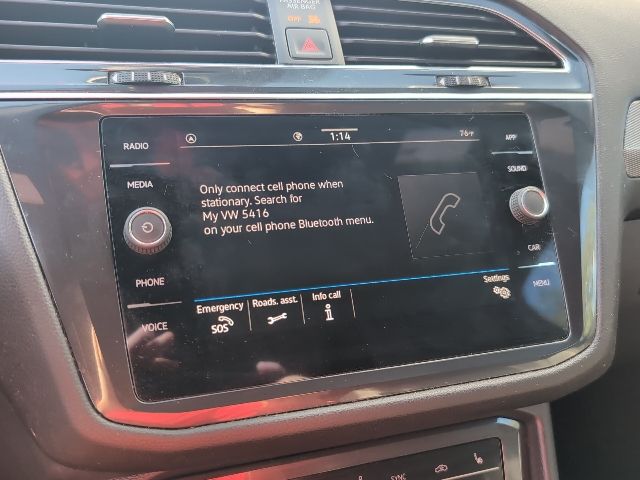 PASSENGER
AIR BAG
OFF
RADIO
1:14
76°F
APP
MEDIA
SOUND
Only connect cell phone when
stationary. Search for
My VW 5416
on your cell phone Bluetooth menu.
CAR
PHONE
Settings
MENU
Emergency
Roads. asst.
Info call
SOS
VOICE
SYNC